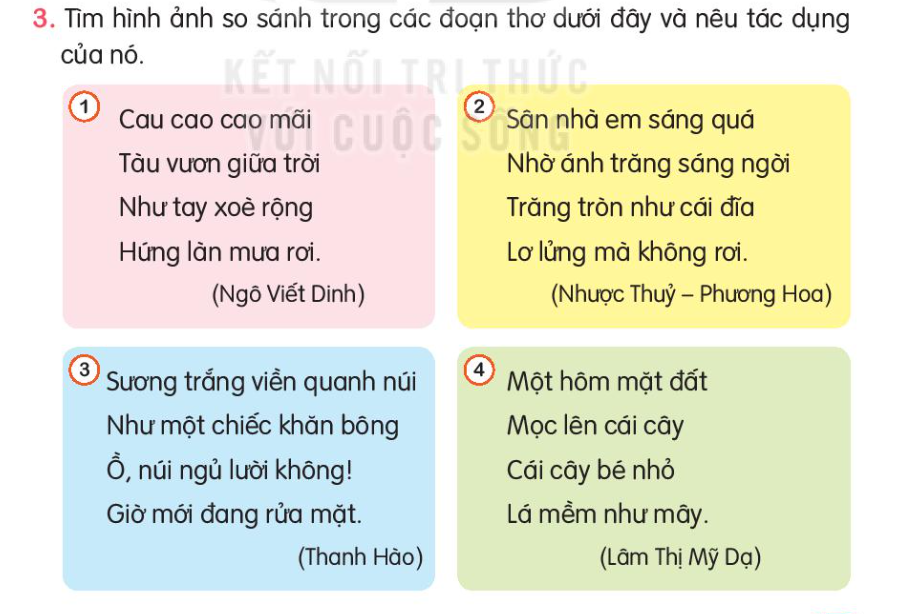 3. Tìm hình ảnh so sánh trong các đoạn thơ dưới đây và nêu tác dụng
của nó.
KẾT NỐI TRI THỨC
VỚI CUỘC SỐNG
1
Cau cao cao mãi
Tàu vươn giữa trời
Như tay xoè rộng
Hứng làn mưa rơi.
(Ngô Viết Dinh)
2
Sân nhà em sáng quá
Nhờ ánh trăng sáng ngời
Trăng tròn như cái đĩa
Lơ lửng mà không rơi.
(Nhược Thuỷ – Phương Hoa)
3
Sương trắng viền quanh núi
Như một chiếc khăn bông
Ồ, núi ngủ lười không!
Giờ mới đang rửa mặt.
(Thanh Hào)
4
Một hôm mặt đất
Mọc lên cái cây
Cái cây bé nhỏ
Lá mềm như mây.
(Lâm Thị Mỹ Dạ)